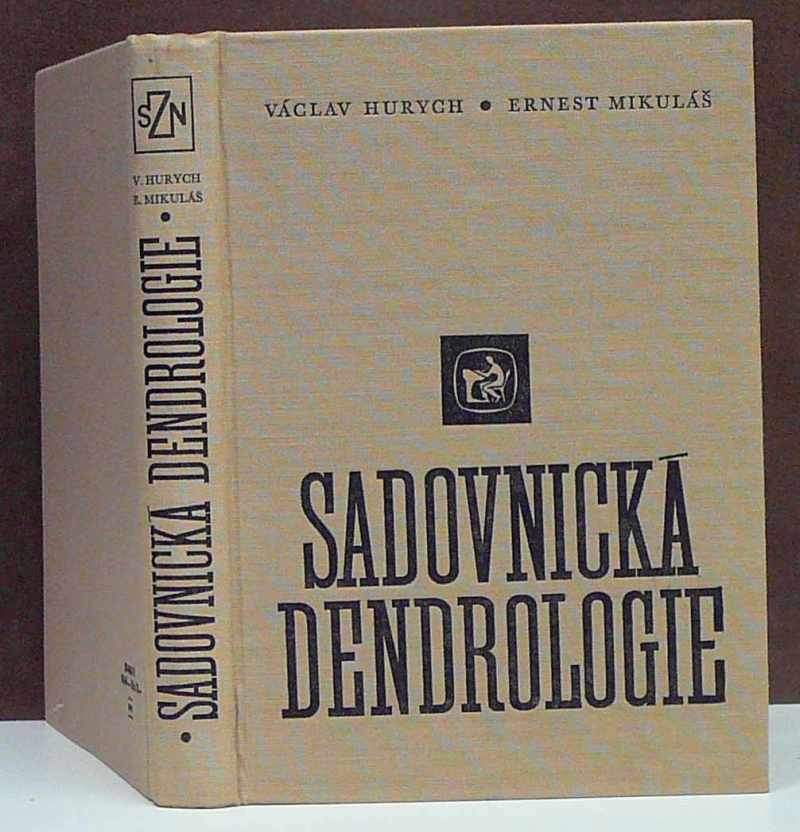 SZN
V. HURYCH
E. MIKULÁŠ
• SADOVNICKÁ DENDROLOGIE •
VÁCLAV HURYCH • ERNEST MIKULÁŠ
SADOVNICKÁ
DENDROLOGIE